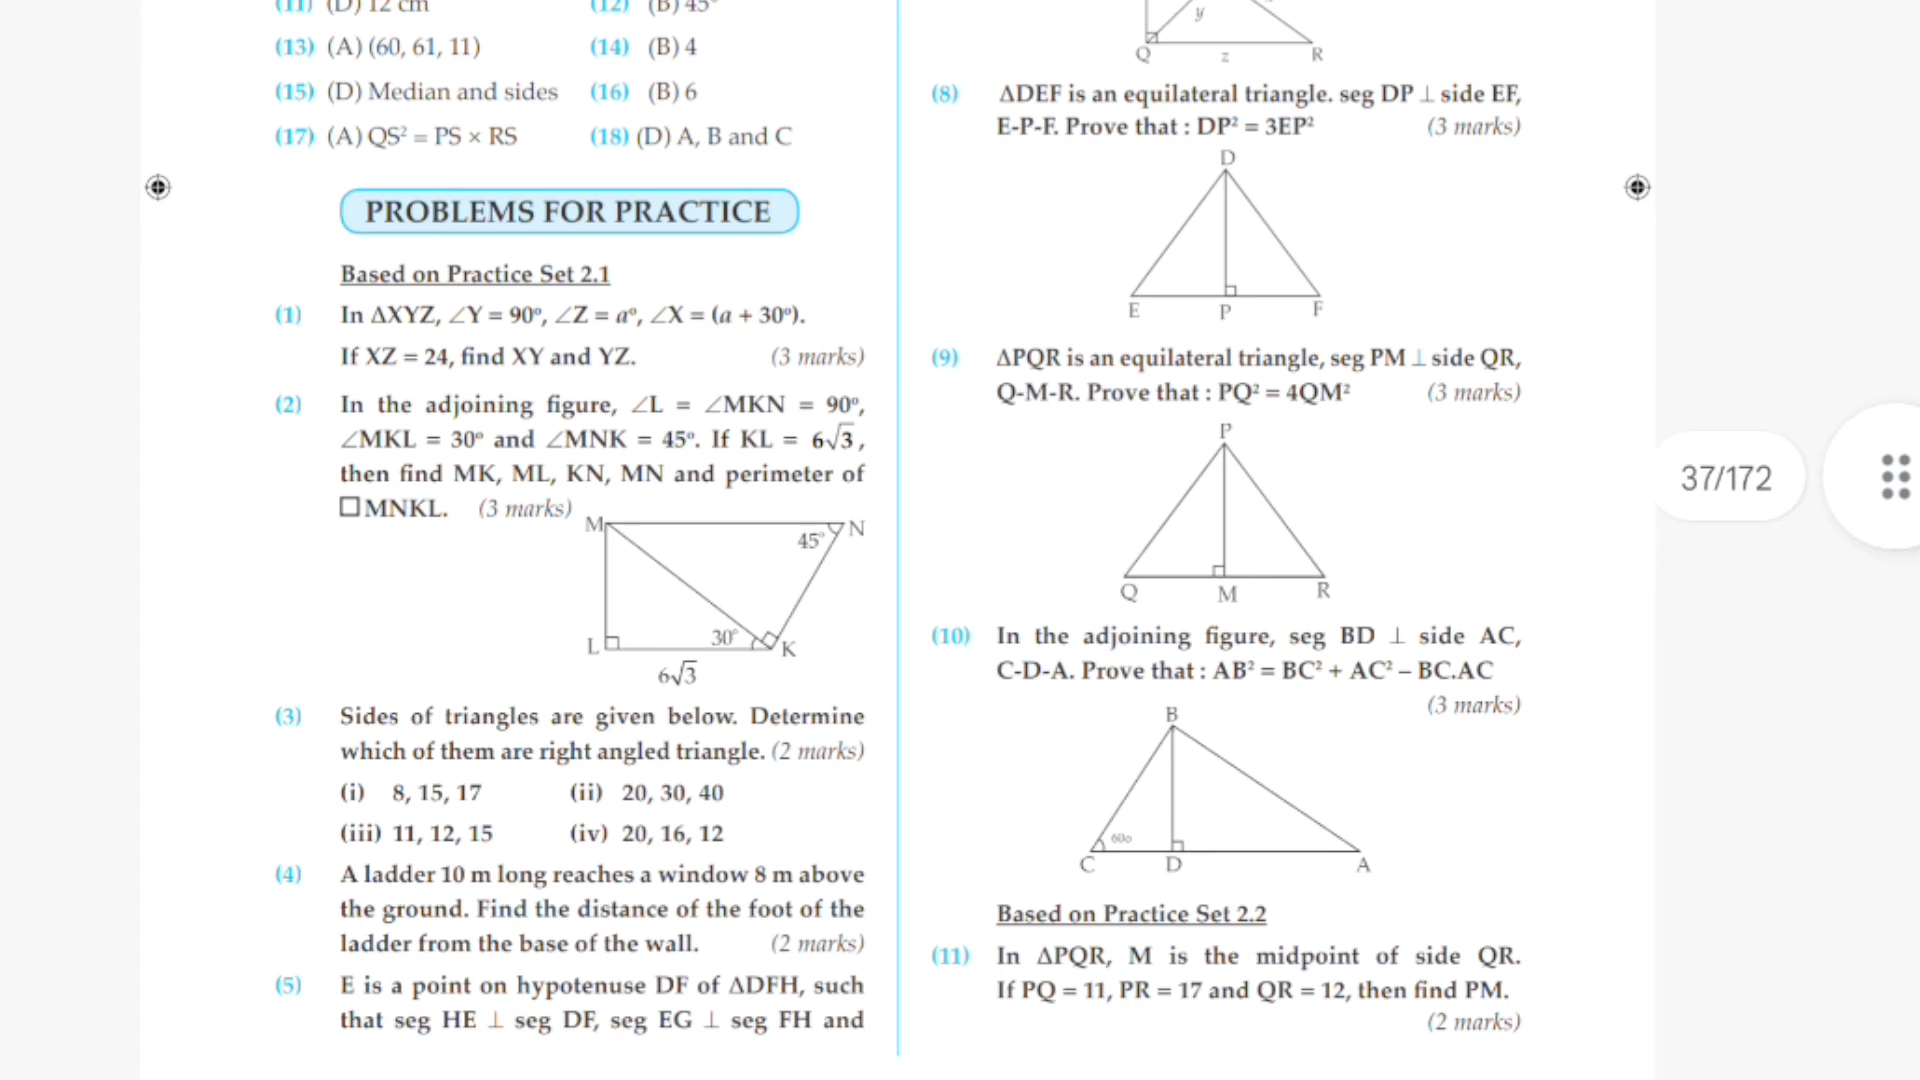 (11) (D) 12 cm (12) (B) 45°
(13) (A) (60, 61, 11) (14) (B) 4
(15) (D) Median and sides (16) (B) 6
(17) (A) QS² = PS × RS (18) (D) A, B and C
PROBLEMS FOR PRACTICE
Based on Practice Set 2.1
(1) In ΔXYZ, ∠Y = 90º, ∠Z = aº, ∠X = (a + 30º).
If XZ = 24, find XY and YZ. (3 marks)
(2) In the adjoining figure, ∠L = ∠MKN = 90º,
∠MKL = 30º and ∠MNK = 45º. If KL = 6√3,
then find MK, ML, KN, MN and perimeter of
□MNKL. (3 marks)
M N
45°
30°
L K
6√3
(3) Sides of triangles are given below. Determine
which of them are right angled triangle. (2 marks)
(i) 8, 15, 17 (ii) 20, 30, 40
(iii) 11, 12, 15 (iv) 20, 16, 12
(4) A ladder 10 m long reaches a window 8 m above
the ground. Find the distance of the foot of the
ladder from the base of the wall. (2 marks)
(5) E is a point on hypotenuse DF of ΔDFH, such
that seg HE ⊥ seg DF, seg EG ⊥ seg FH and
y
Q z R
(8) ΔDEF is an equilateral triangle. seg DP ⊥ side EF,
E-P-F. Prove that : DP² = 3EP² (3 marks)
D
E P F
(9) ΔPQR is an equilateral triangle, seg PM ⊥ side QR,
Q-M-R. Prove that : PQ² = 4QM² (3 marks)
P
Q M R
(10) In the adjoining figure, seg BD ⊥ side AC,
C-D-A. Prove that : AB² = BC² + AC² – BC.AC
(3 marks)
B
60o
C D A
Based on Practice Set 2.2
(11) In ΔPQR, M is the midpoint of side QR.
If PQ = 11, PR = 17 and QR = 12, then find PM.
(2 marks)
37/172